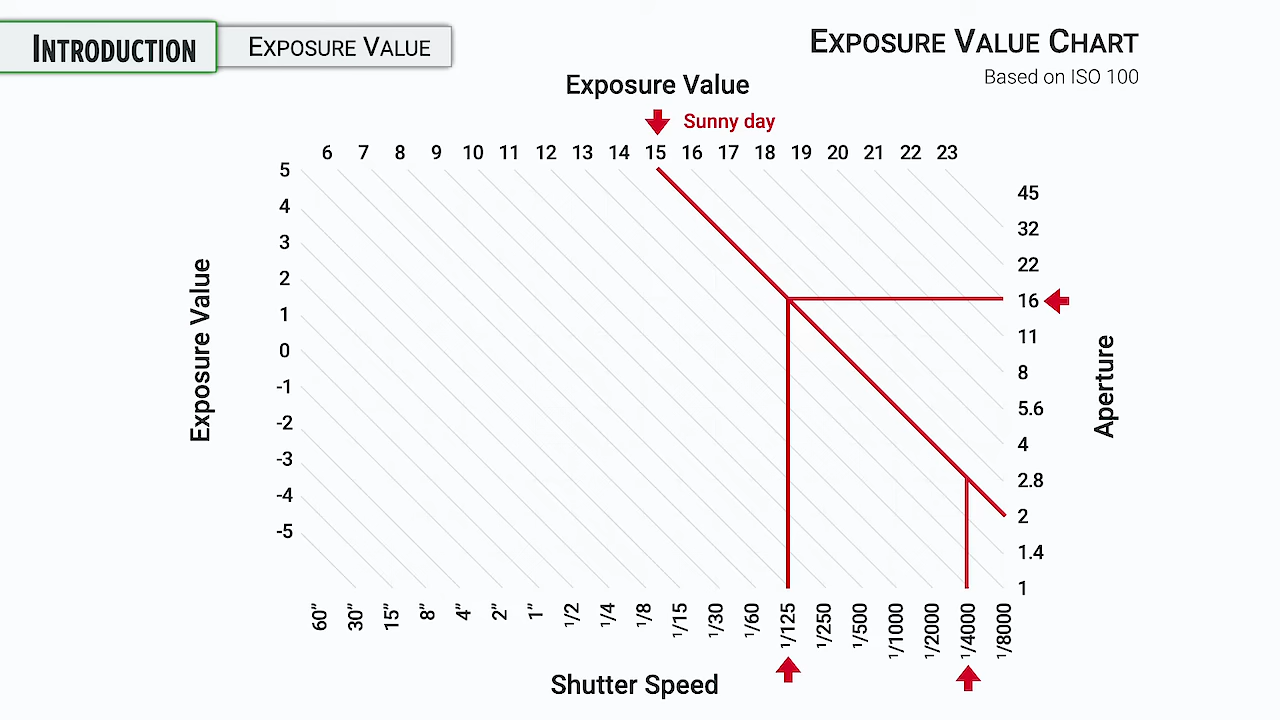 INTRODUCTION
EXPOSURE VALUE
EXPOSURE VALUE CHART
Based on ISO 100
Exposure Value
Sunny day
6 7 8 9 10 11 12 13 14 15 16 17 18 19 20 21 22 23
Exposure Value
5
4
3
2
1
0
-1
-2
-3
-4
-5
45
32
22
16
11
8
5.6
4
2.8
2
1.4
1
Aperture
60" 30" 15" 8" 4" 2" 1" 1/2 1/4 1/8 1/15 1/30 1/60 1/125 1/250 1/500 1/1000 1/2000 1/4000 1/8000
Shutter Speed